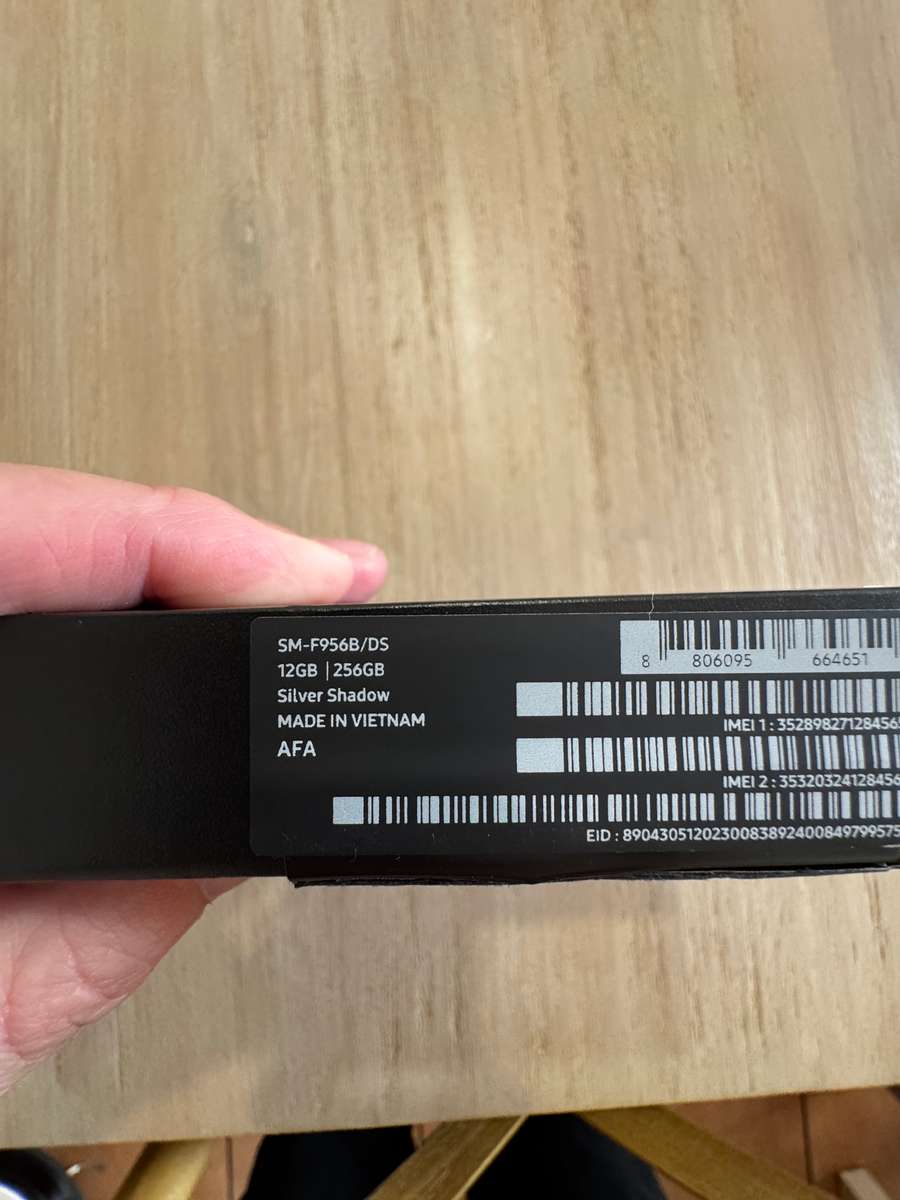 SM-F956B/DS
12GB | 256GB
Silver Shadow
MADE IN VIETNAM
AFA
8 806095 664651
IMEI 1 : 35289827128456
IMEI 2 : 35320324128456
EID : 8904305120230083892400849799575